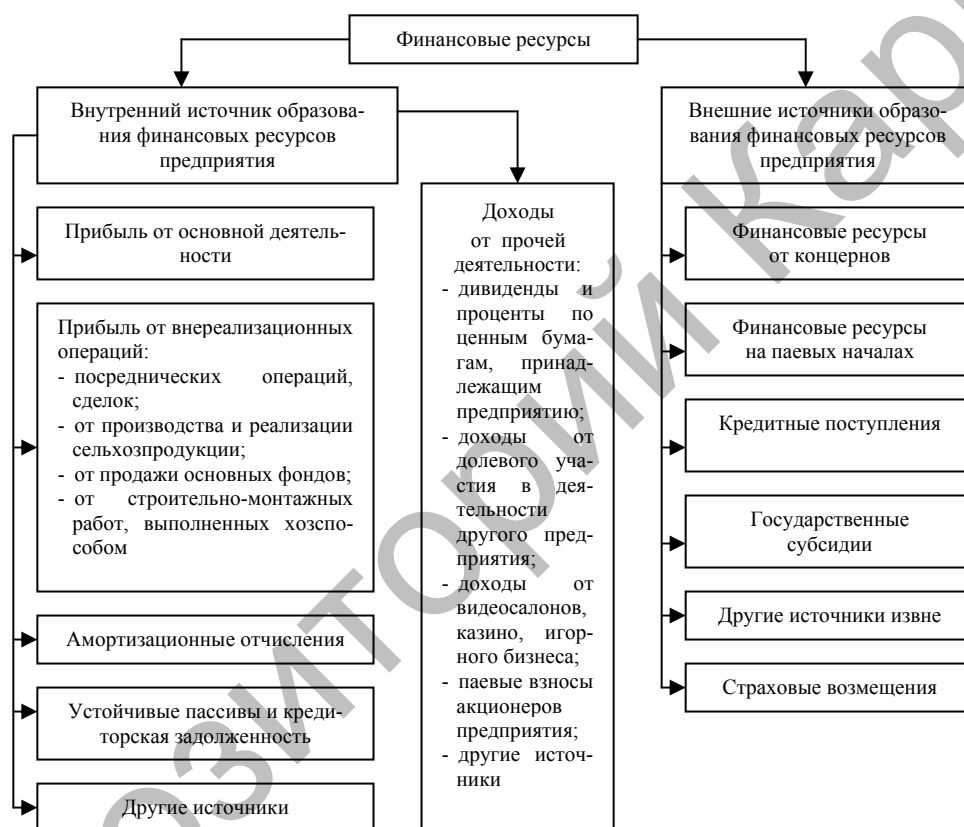 Финансовые ресурсы
Внутренний источник образова-
ния финансовых ресурсов
предприятия
Прибыль от основной деятель-
ности
Прибыль от внереализационных
операций:
- посреднических операций,
сделок;
- от производства и реализации
сельхозпродукции;
- от продажи основных фондов;
- от строительно-монтажных
работ, выполненных хозспо-
собом
Амортизационные отчисления
Устойчивые пассивы и креди-
торская задолженность
Другие источники
Доходы
от прочей
деятельности:
- дивиденды и
проценты по
ценным бума-
гам, принад-
лежащим
предприятию;
- доходы от
долевого уча-
стия в дея-
тельности
другого пред-
приятия;
- доходы от
видеосалонов,
казино, игор-
ного бизнеса;
- паевые взносы
акционеров
предприятия;
- другие источ-
ники
Внешние источники образо-
вания финансовых ресурсов
предприятия
Финансовые ресурсы
от концернов
Финансовые ресурсы
на паевых началах
Кредитные поступления
Государственные
субсидии
Другие источники извне
Страховые возмещения